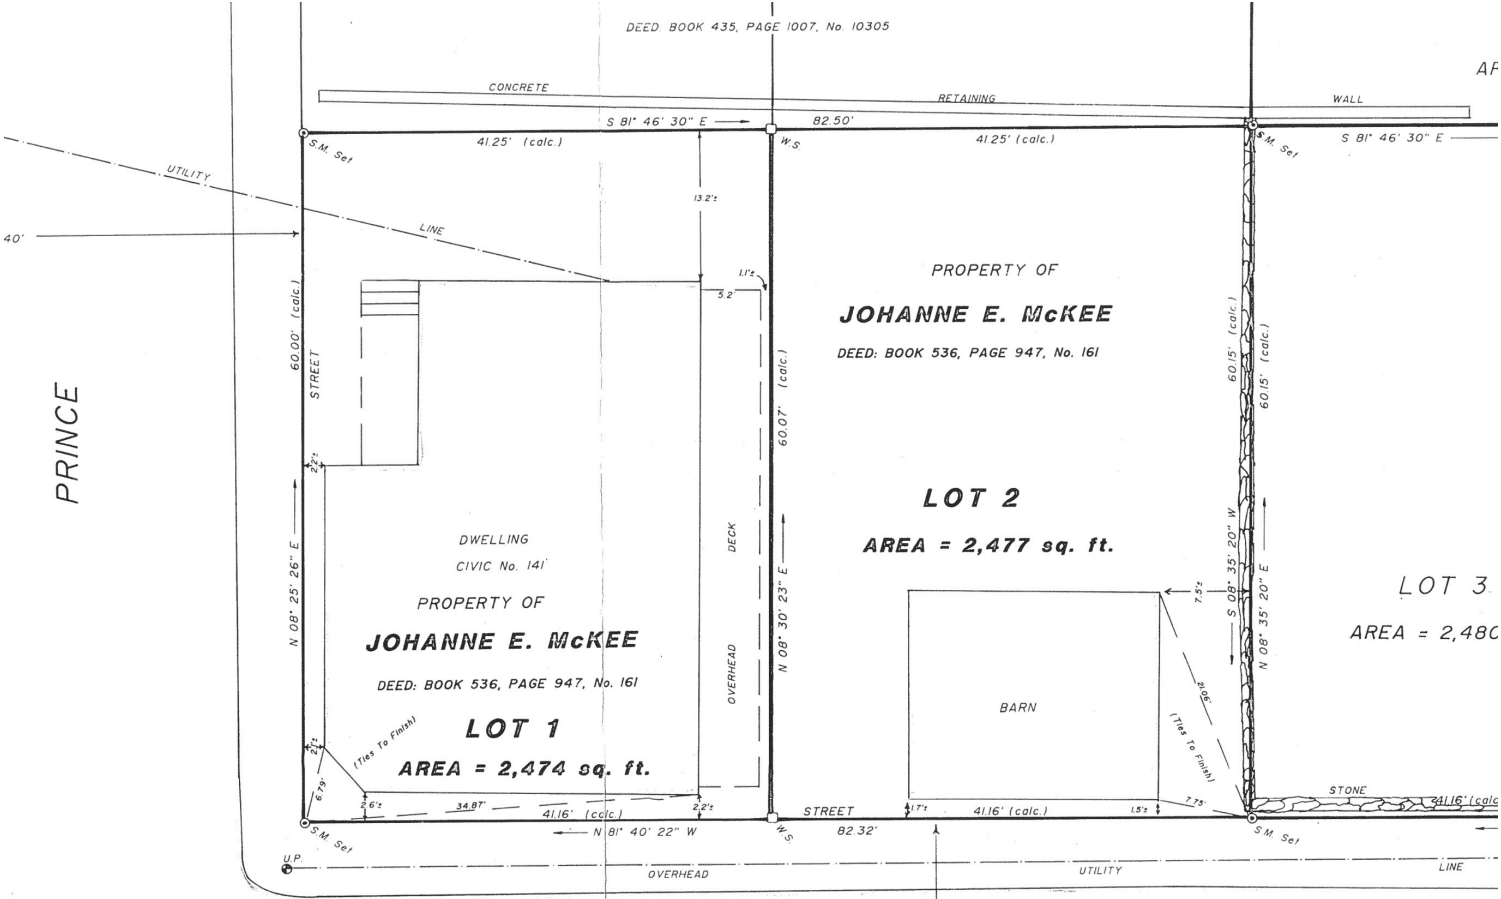 DEED: BOOK 435, PAGE 1007, No. 10305
AR
CONCRETE
RETAINING
WALL
S 81° 46' 30" E
82.50'
41.25' (calc.)
41.25' (calc.)
S 81° 46' 30" E
S.M. Set
W.S.
S.M. Set
UTILITY
LINE
13.2'±
40'
1.1'±
5.2'
PROPERTY OF
JOHANNE E. McKEE
DEED: BOOK 536, PAGE 947, No. 161
60.00' (calc.)
STREET
60.07' (calc.)
60.15' (calc.)
60.15' (calc.)
PRINCE
2.2'±
LOT 2
AREA = 2,477 sq. ft.
DWELLING
CIVIC No. 141
DECK
N 08° 25' 26" E
N 08° 30' 23" E
S 08° 35' 20" W
N 08° 35' 20" E
7.5'±
LOT 3
AREA = 2,480
PROPERTY OF
JOHANNE E. McKEE
DEED: BOOK 536, PAGE 947, No. 161
OVERHEAD
BARN
21.06'
(Ties To Finish)
LOT 1
AREA = 2,474 sq. ft.
(Ties To Finish)
6.79'
2.6'±
34.87'
2.2'±
41.16' (calc.)
STREET
1.7'±
41.16' (calc.)
1.5'±
7.75'
STONE
41.16' (calc
S.M. Set
N 81° 40' 22" W
W.S.
82.32'
S.M. Set
U.P.
OVERHEAD
UTILITY
LINE